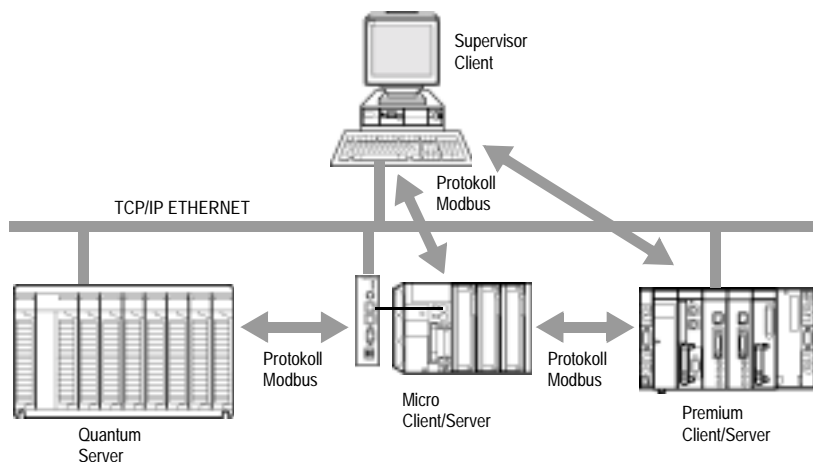 Supervisor
Client
Protokoll
Modbus
TCP/IP ETHERNET
Protokoll
Modbus
Protokoll
Modbus
Micro
Client/Server
Premium
Client/Server
Quantum
Server